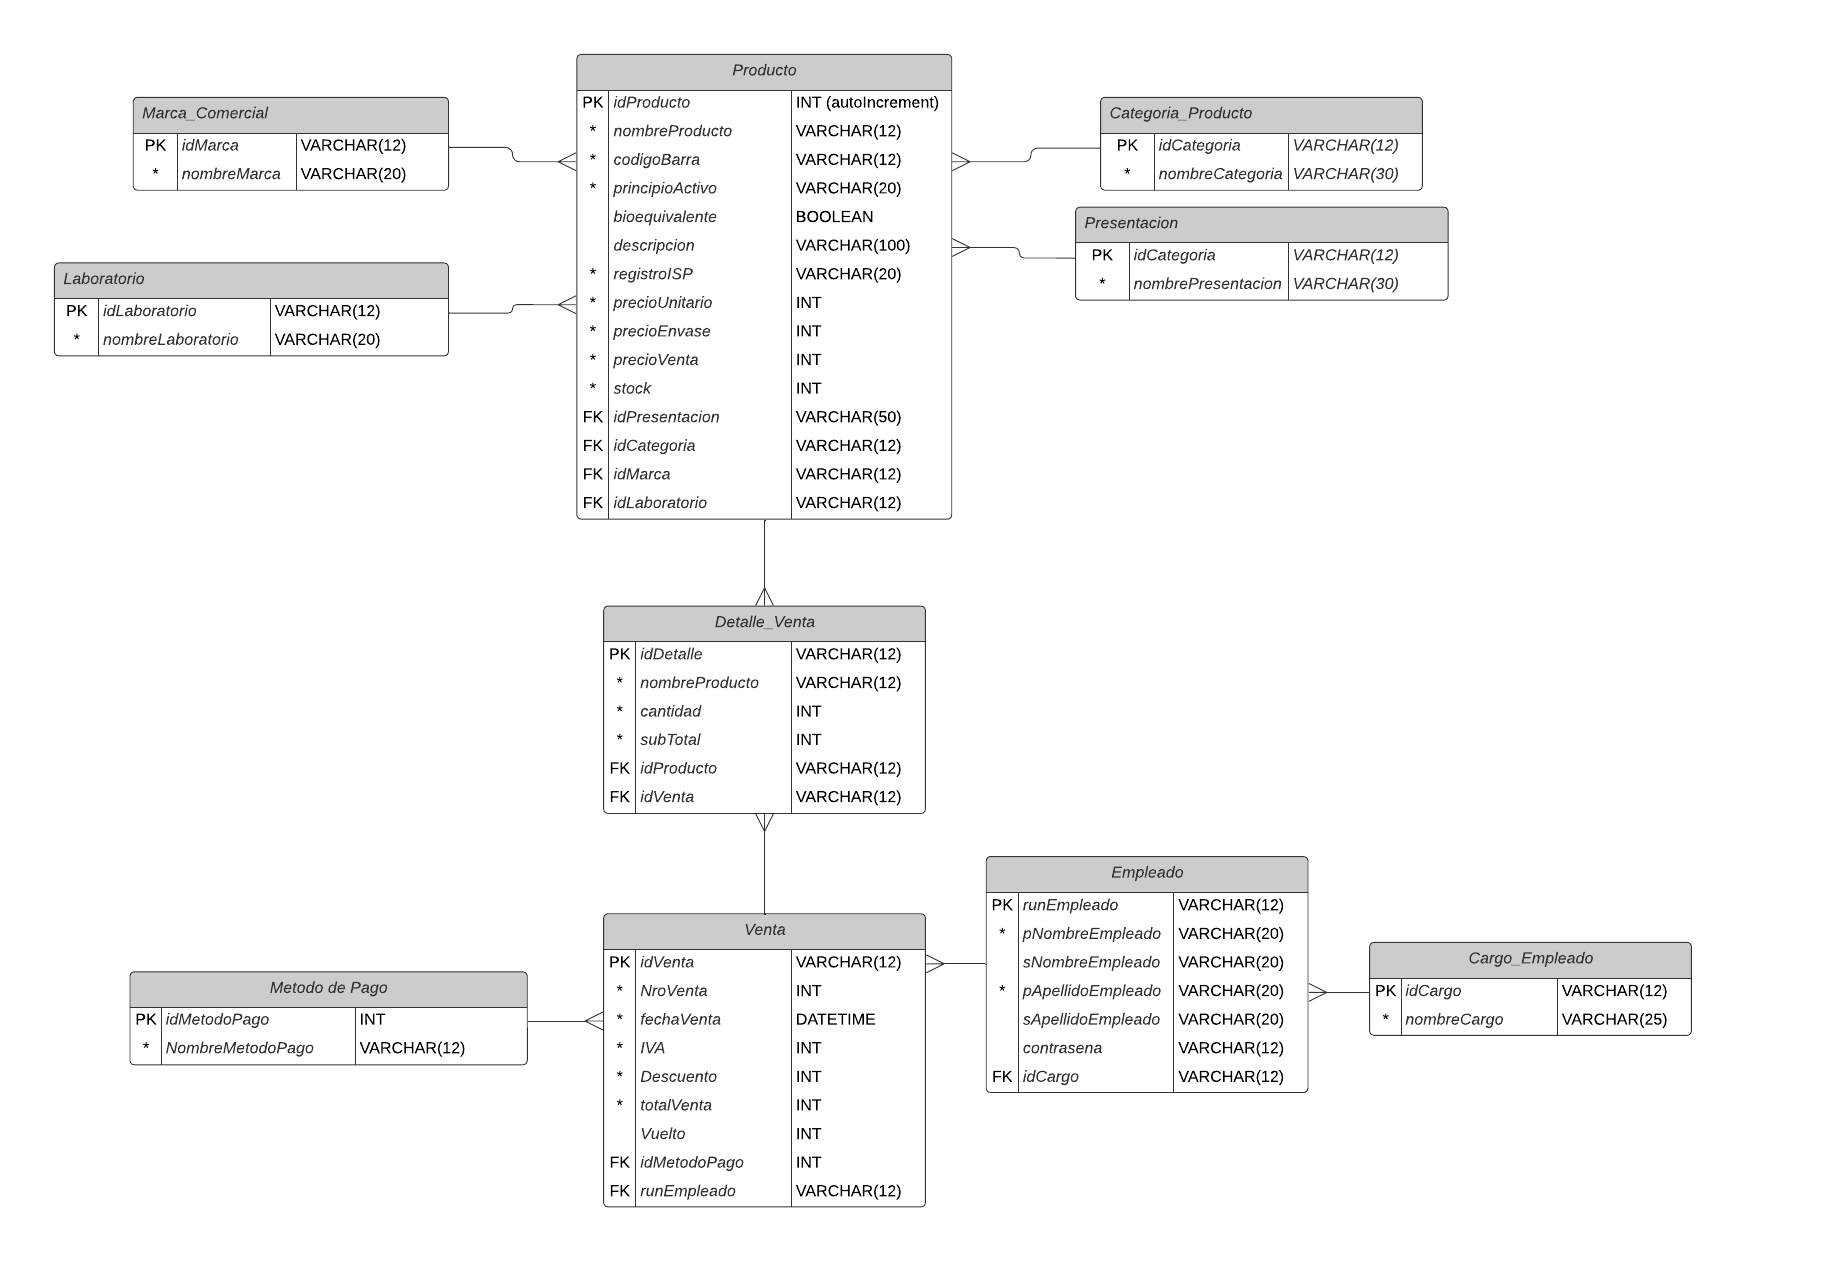 Producto
PK idProducto INT (autoIncrement)
* nombreProducto VARCHAR(12)
* codigoBarra VARCHAR(12)
* principioActivo VARCHAR(20)
bioequivalente BOOLEAN
descripcion VARCHAR(100)
* registroISP VARCHAR(20)
* precioUnitario INT
* precioEnvase INT
* precioVenta INT
* stock INT
FK idPresentacion VARCHAR(50)
FK idCategoria VARCHAR(12)
FK idMarca VARCHAR(12)
FK idLaboratorio VARCHAR(12)
Marca_Comercial
PK idMarca VARCHAR(12)
* nombreMarca VARCHAR(20)
Categoria_Producto
PK idCategoria VARCHAR(12)
* nombreCategoria VARCHAR(30)
Presentacion
PK idCategoria VARCHAR(12)
* nombrePresentacion VARCHAR(30)
Laboratorio
PK idLaboratorio VARCHAR(12)
* nombreLaboratorio VARCHAR(20)
Detalle_Venta
PK idDetalle VARCHAR(12)
* nombreProducto VARCHAR(12)
* cantidad INT
* subTotal INT
FK idProducto VARCHAR(12)
FK idVenta VARCHAR(12)
Venta
PK idVenta VARCHAR(12)
* NroVenta INT
* fechaVenta DATETIME
* IVA INT
* Descuento INT
* totalVenta INT
Vuelto INT
FK idMetodoPago INT
FK runEmpleado VARCHAR(12)
Empleado
PK runEmpleado VARCHAR(12)
* pNombreEmpleado VARCHAR(20)
sNombreEmpleado VARCHAR(20)
* pApellidoEmpleado VARCHAR(20)
sApellidoEmpleado VARCHAR(20)
contrasena VARCHAR(12)
FK idCargo VARCHAR(12)
Cargo_Empleado
PK idCargo VARCHAR(12)
* nombreCargo VARCHAR(25)
Metodo de Pago
PK idMetodoPago INT
* NombreMetodoPago VARCHAR(12)